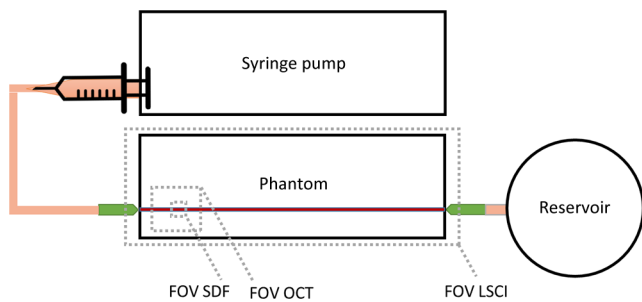 Syringe pump
Phantom
Reservoir
FOV SDF
FOV OCT
FOV LSCI